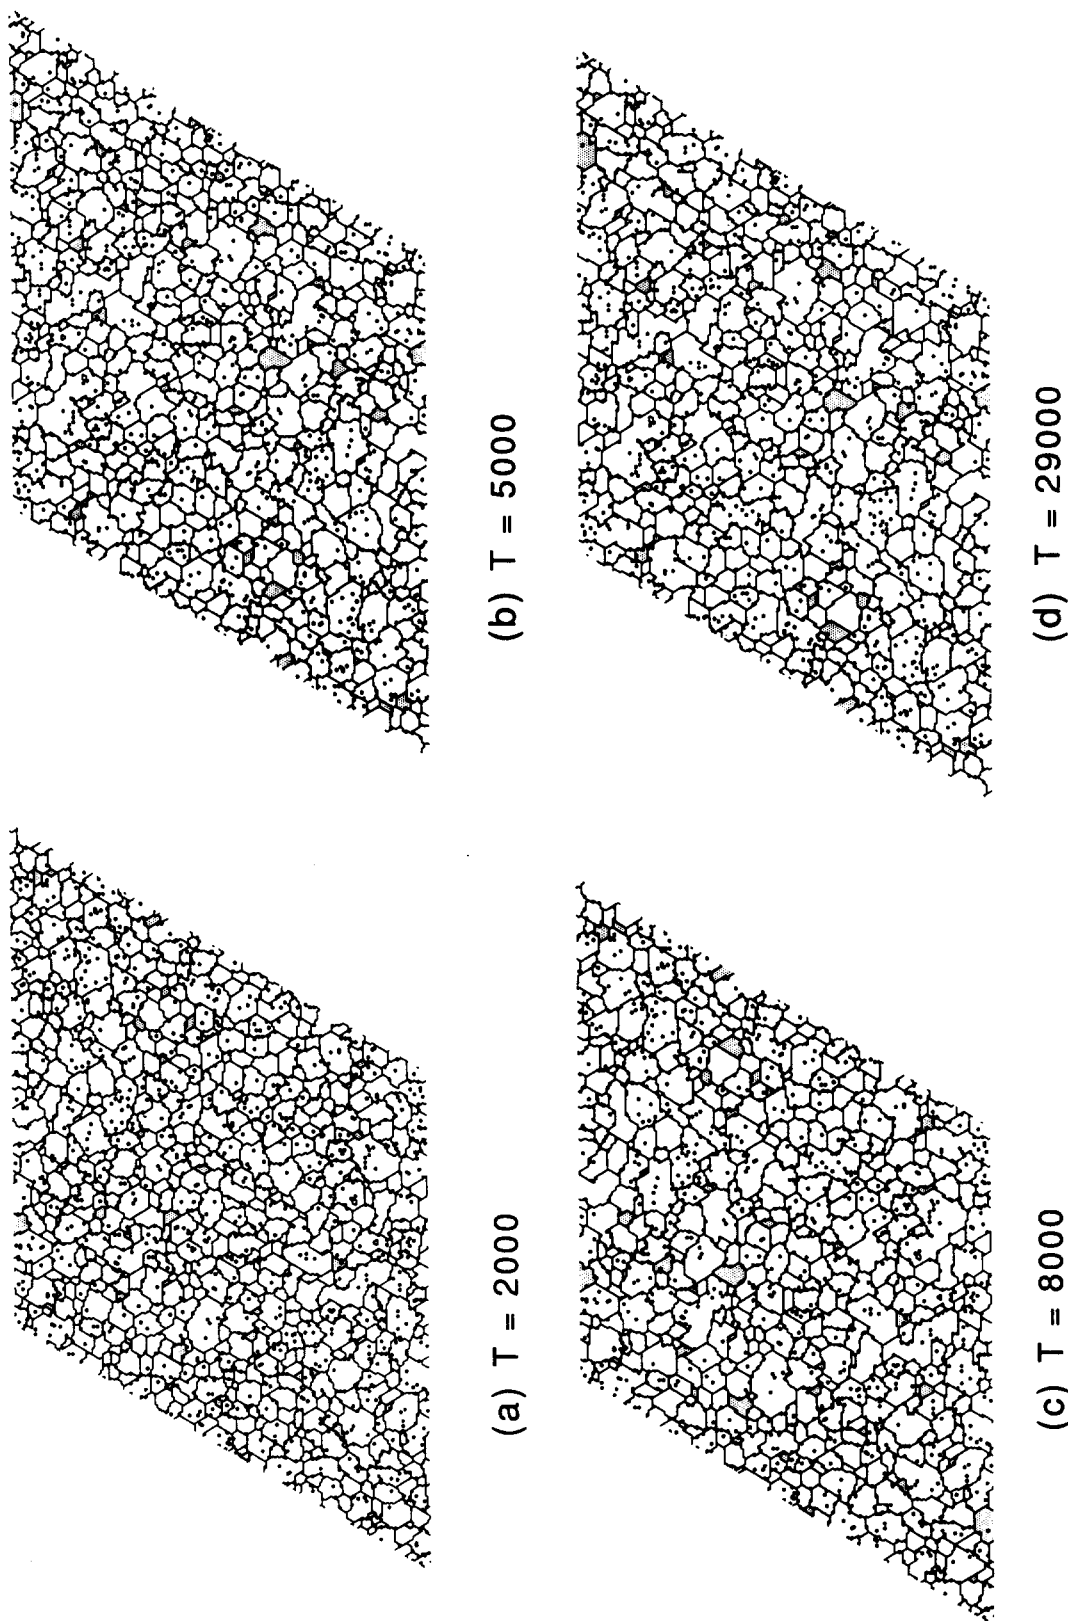 (a) T = 2000
(b) T = 5000
(c) T = 8000
(d) T = 29000